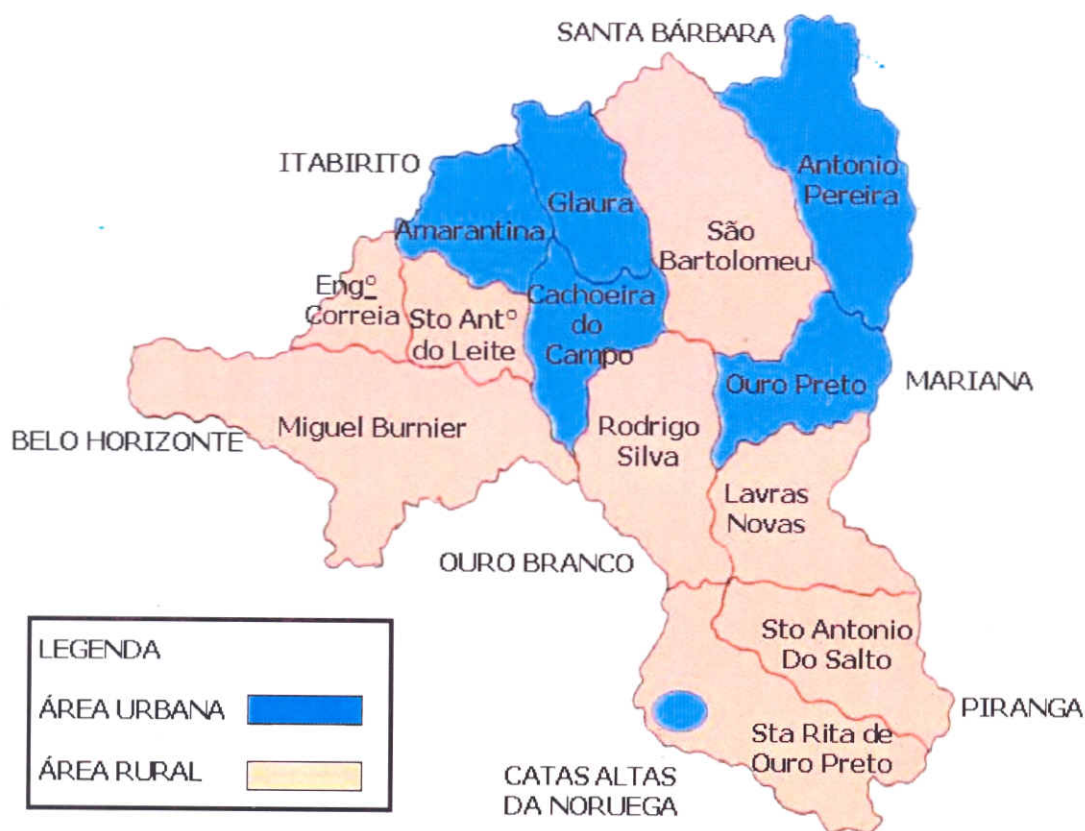 SANTA BÁRBARA
ITABIRITO
Antonio
Pereira
Glaura
Amarantina
São
Bartolomeu
Engº
Correia
Sto Antº
do Leite
Cachoeira
do
Campo
Ouro Preto
MARIANA
BELO HORIZONTE
Miguel Burnier
Rodrigo
Silva
Lavras
Novas
OURO BRANCO
Sto Antonio
Do Salto
PIRANGA
Sta Rita de
Ouro Preto
CATAS ALTAS
DA NORUEGA
LEGENDA
ÁREA URBANA
ÁREA RURAL